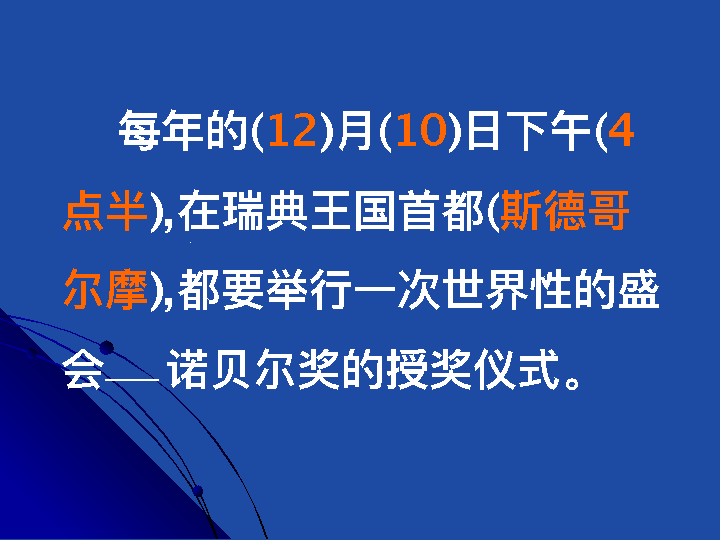 每年的(12)月(10)日下午(4
点半),在瑞典王国首都(斯德哥
尔摩),都要举行一次世界性的盛
会—— 诺贝尔奖的授奖仪式。